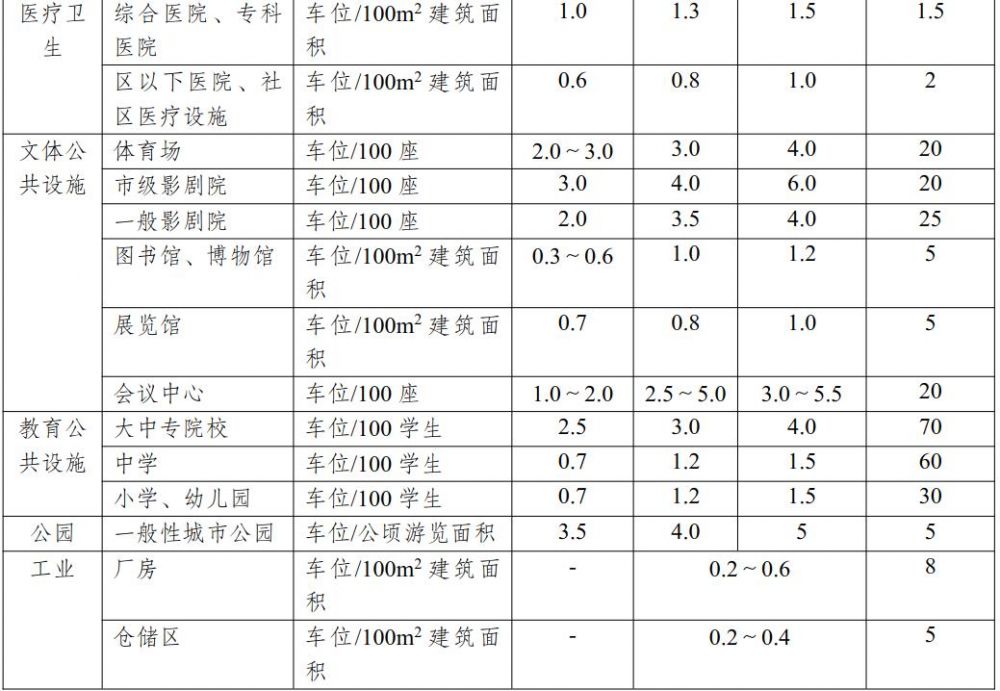 医疗卫生 综合医院、专科医院 车位/100m² 建筑面积 1.0 1.3 1.5 1.5
区以下医院、社区医疗设施 车位/100m² 建筑面积 0.6 0.8 1.0 2
文体公共设施 体育场 车位/100 座 2.0~3.0 3.0 4.0 20
市级影剧院 车位/100 座 3.0 4.0 6.0 20
一般影剧院 车位/100 座 2.0 3.5 4.0 25
图书馆、博物馆 车位/100m² 建筑面积 0.3~0.6 1.0 1.2 5
展览馆 车位/100m² 建筑面积 0.7 0.8 1.0 5
会议中心 车位/100 座 1.0~2.0 2.5~5.0 3.0~5.5 20
教育公共设施 大中专院校 车位/100 学生 2.5 3.0 4.0 70
中学 车位/100 学生 0.7 1.2 1.5 60
小学、幼儿园 车位/100 学生 0.7 1.2 1.5 30
公园 一般性城市公园 车位/公顷游览面积 3.5 4.0 5 5
工业 厂房 车位/100m² 建筑面积 - 0.2~0.6 8
仓储区 车位/100m² 建筑面积 - 0.2~0.4 5